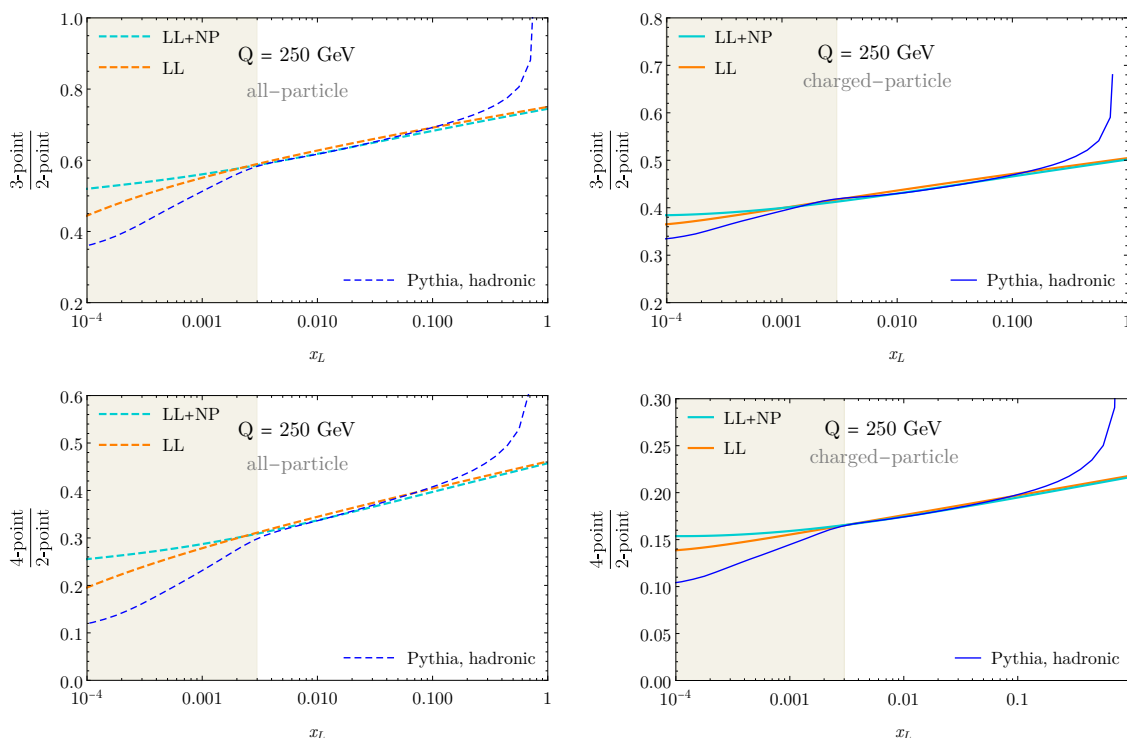 1.0
0.8
0.6
0.4
0.2
10⁻⁴
0.001
0.010
0.100
1
3-point
2-point
x_L
LL+NP
LL
Q = 250 GeV
all-particle
Pythia, hadronic
0.8
0.7
0.6
0.5
0.4
0.3
0.2
10⁻⁴
0.001
0.010
0.100
1
3-point
2-point
x_L
LL+NP
LL
Q = 250 GeV
charged-particle
Pythia, hadronic
0.6
0.5
0.4
0.3
0.2
0.1
0.0
10⁻⁴
0.001
0.010
0.100
1
4-point
2-point
x_L
LL+NP
LL
Q = 250 GeV
all-particle
Pythia, hadronic
0.30
0.25
0.20
0.15
0.10
0.05
0.00
10⁻⁴
0.001
0.01
0.1
4-point
2-point
x_L
LL+NP
LL
Q = 250 GeV
charged-particle
Pythia, hadronic